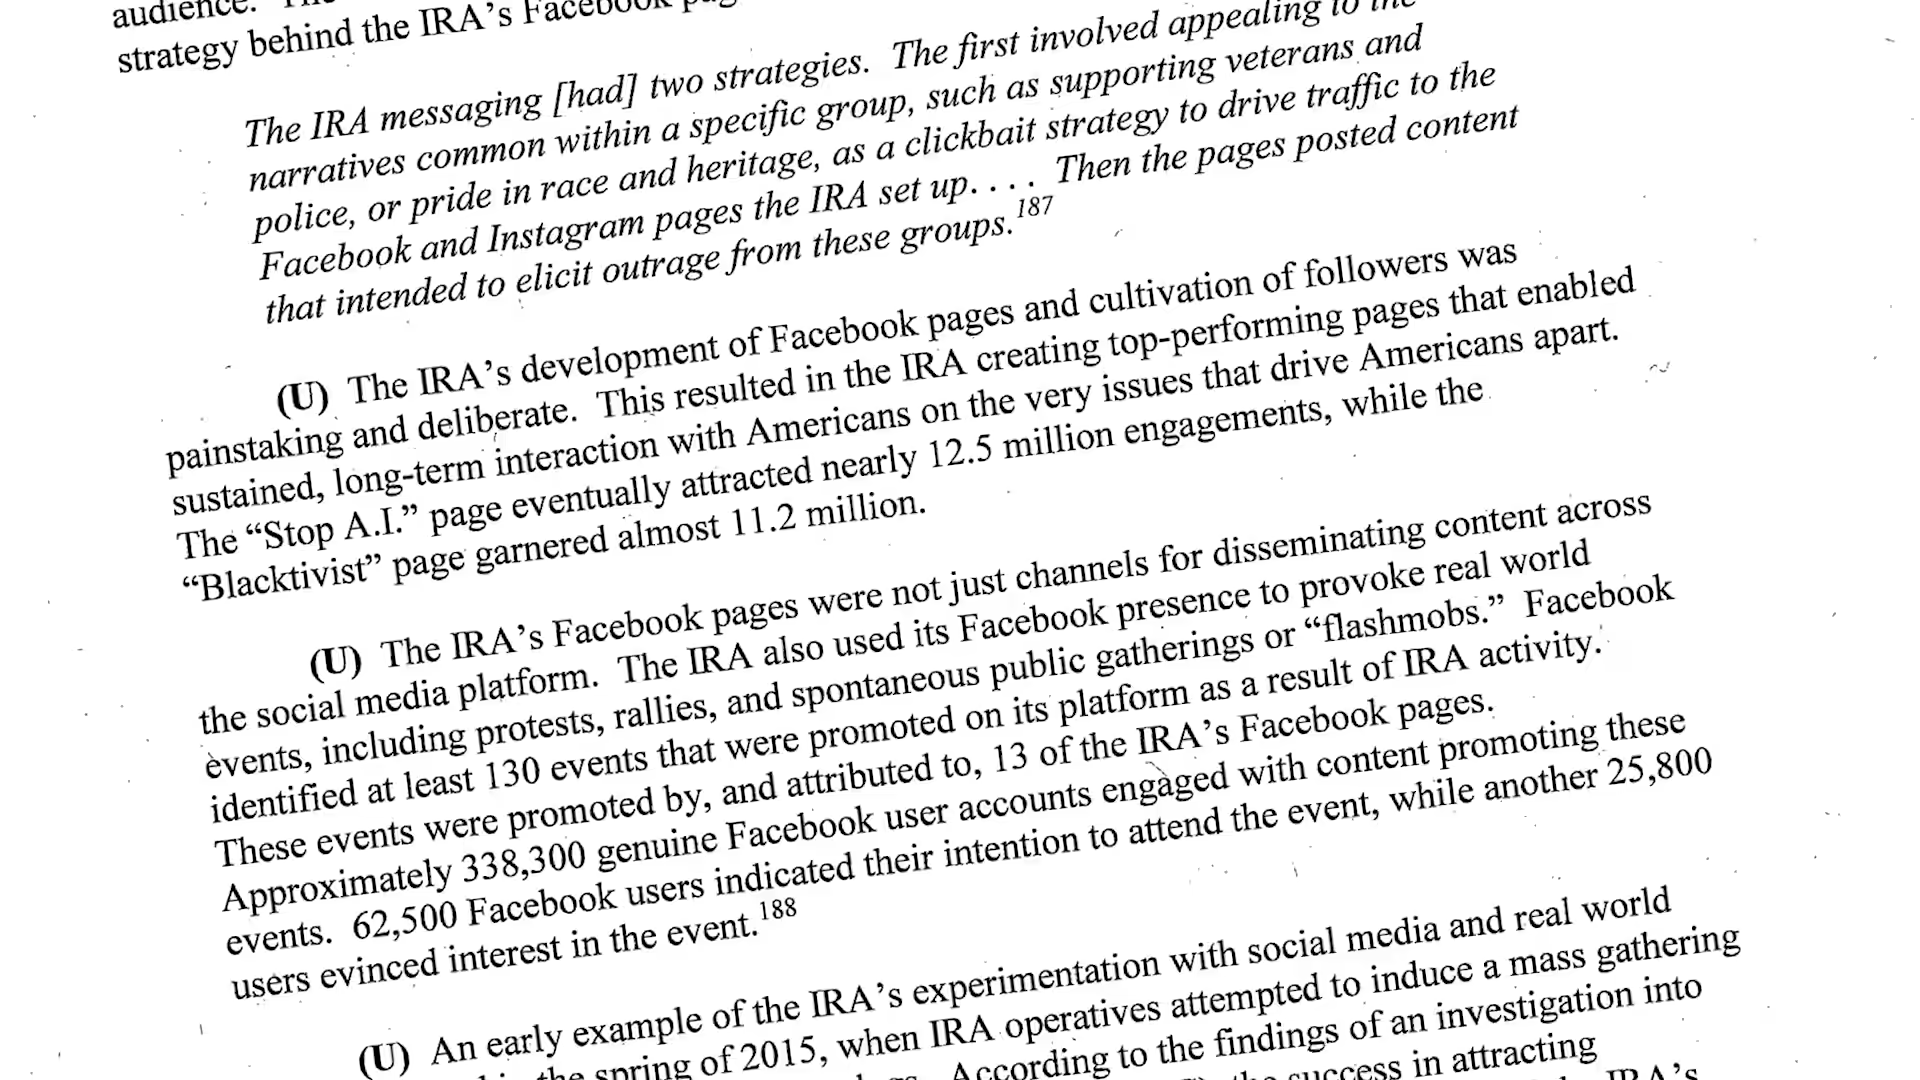 audience.
strategy behind the IRA's Facebook
The IRA messaging [had] two strategies. The first involved appealing to the
narratives common within a specific group, such as supporting veterans and
police, or pride in race and heritage, as a clickbait strategy to drive traffic to the
Facebook and Instagram pages the IRA set up. . . . Then the pages posted content
that intended to elicit outrage from these groups.187
(U) The IRA's development of Facebook pages and cultivation of followers was
painstaking and deliberate. This resulted in the IRA creating top-performing pages that enabled
sustained, long-term interaction with Americans on the very issues that drive Americans apart.
The “Stop A.I.” page eventually attracted nearly 12.5 million engagements, while the
“Blacktivist” page garnered almost 11.2 million.
(U) The IRA's Facebook pages were not just channels for disseminating content across
the social media platform. The IRA also used its Facebook presence to provoke real world
events, including protests, rallies, and spontaneous public gatherings or “flashmobs.” Facebook
identified at least 130 events that were promoted on its platform as a result of IRA activity.
These events were promoted by, and attributed to, 13 of the IRA's Facebook pages.
Approximately 338,300 genuine Facebook user accounts engaged with content promoting these
events. 62,500 Facebook users indicated their intention to attend the event, while another 25,800
users evinced interest in the event.188
(U) An early example of the IRA's experimentation with social media and real world
the spring of 2015, when IRA operatives attempted to induce a mass gathering
According to the findings of an investigation into
the success in attracting
IRA's